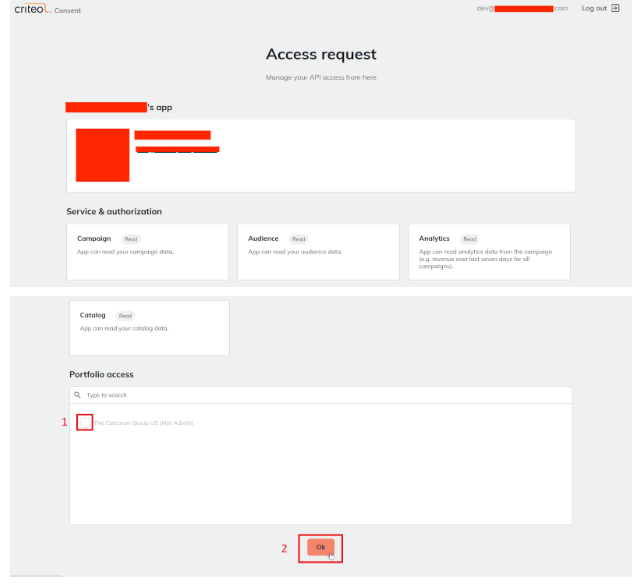 criteo. Consent
dev@ .com Log out
Access request
Manage your API access from here
's app
Service & authorization
Campaign Read
App can read your campaign data.
Audience Read
App can read your audience data.
Analytics Read
App can read analytics data from the campaign
(e.g. revenue over last seven days for all
campaigns).
Catalog Read
App can read your catalog data.
Portfolio access
Type to search
1
The Corcoran Group US (Not Admin)
2
Ok